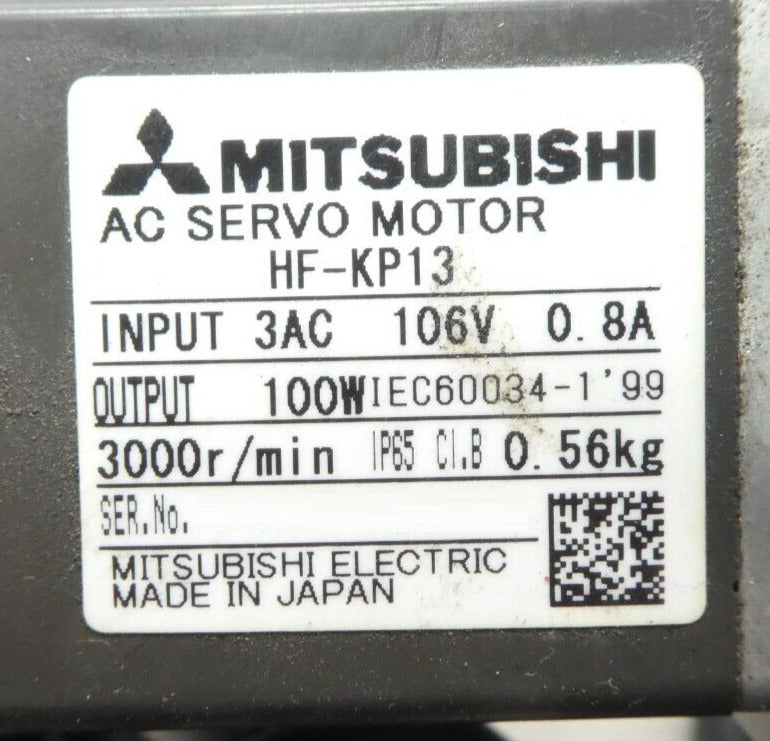 MITSUBISHI
AC SERVO MOTOR
HF-KP13
INPUT 3AC 106V 0.8A
OUTPUT 100W IEC60034-1'99
3000r/min IP65 Cl.B 0.56kg
SER.No.
MITSUBISHI ELECTRIC
MADE IN JAPAN